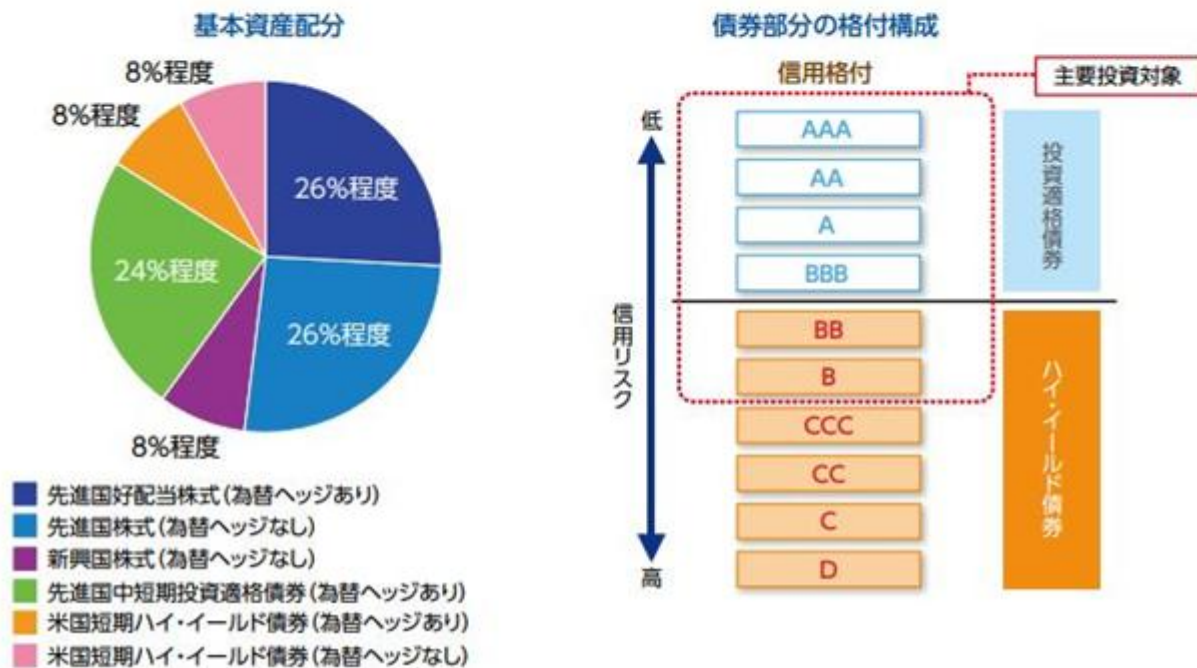 基本資産配分
8%程度
8%程度
26%程度
24%程度
26%程度
8%程度
先進国好配当株式(為替ヘッジあり)
先進国株式(為替ヘッジなし)
新興国株式(為替ヘッジなし)
先進国中短期投資適格債券(為替ヘッジあり)
米国短期ハイ・イールド債券(為替ヘッジあり)
米国短期ハイ・イールド債券(為替ヘッジなし)
債券部分の格付構成
信用格付
主要投資対象
低
信用リスク
高
AAA
AA
A
BBB
BB
B
CCC
CC
C
D
投資適格債券
ハイ・イールド債券